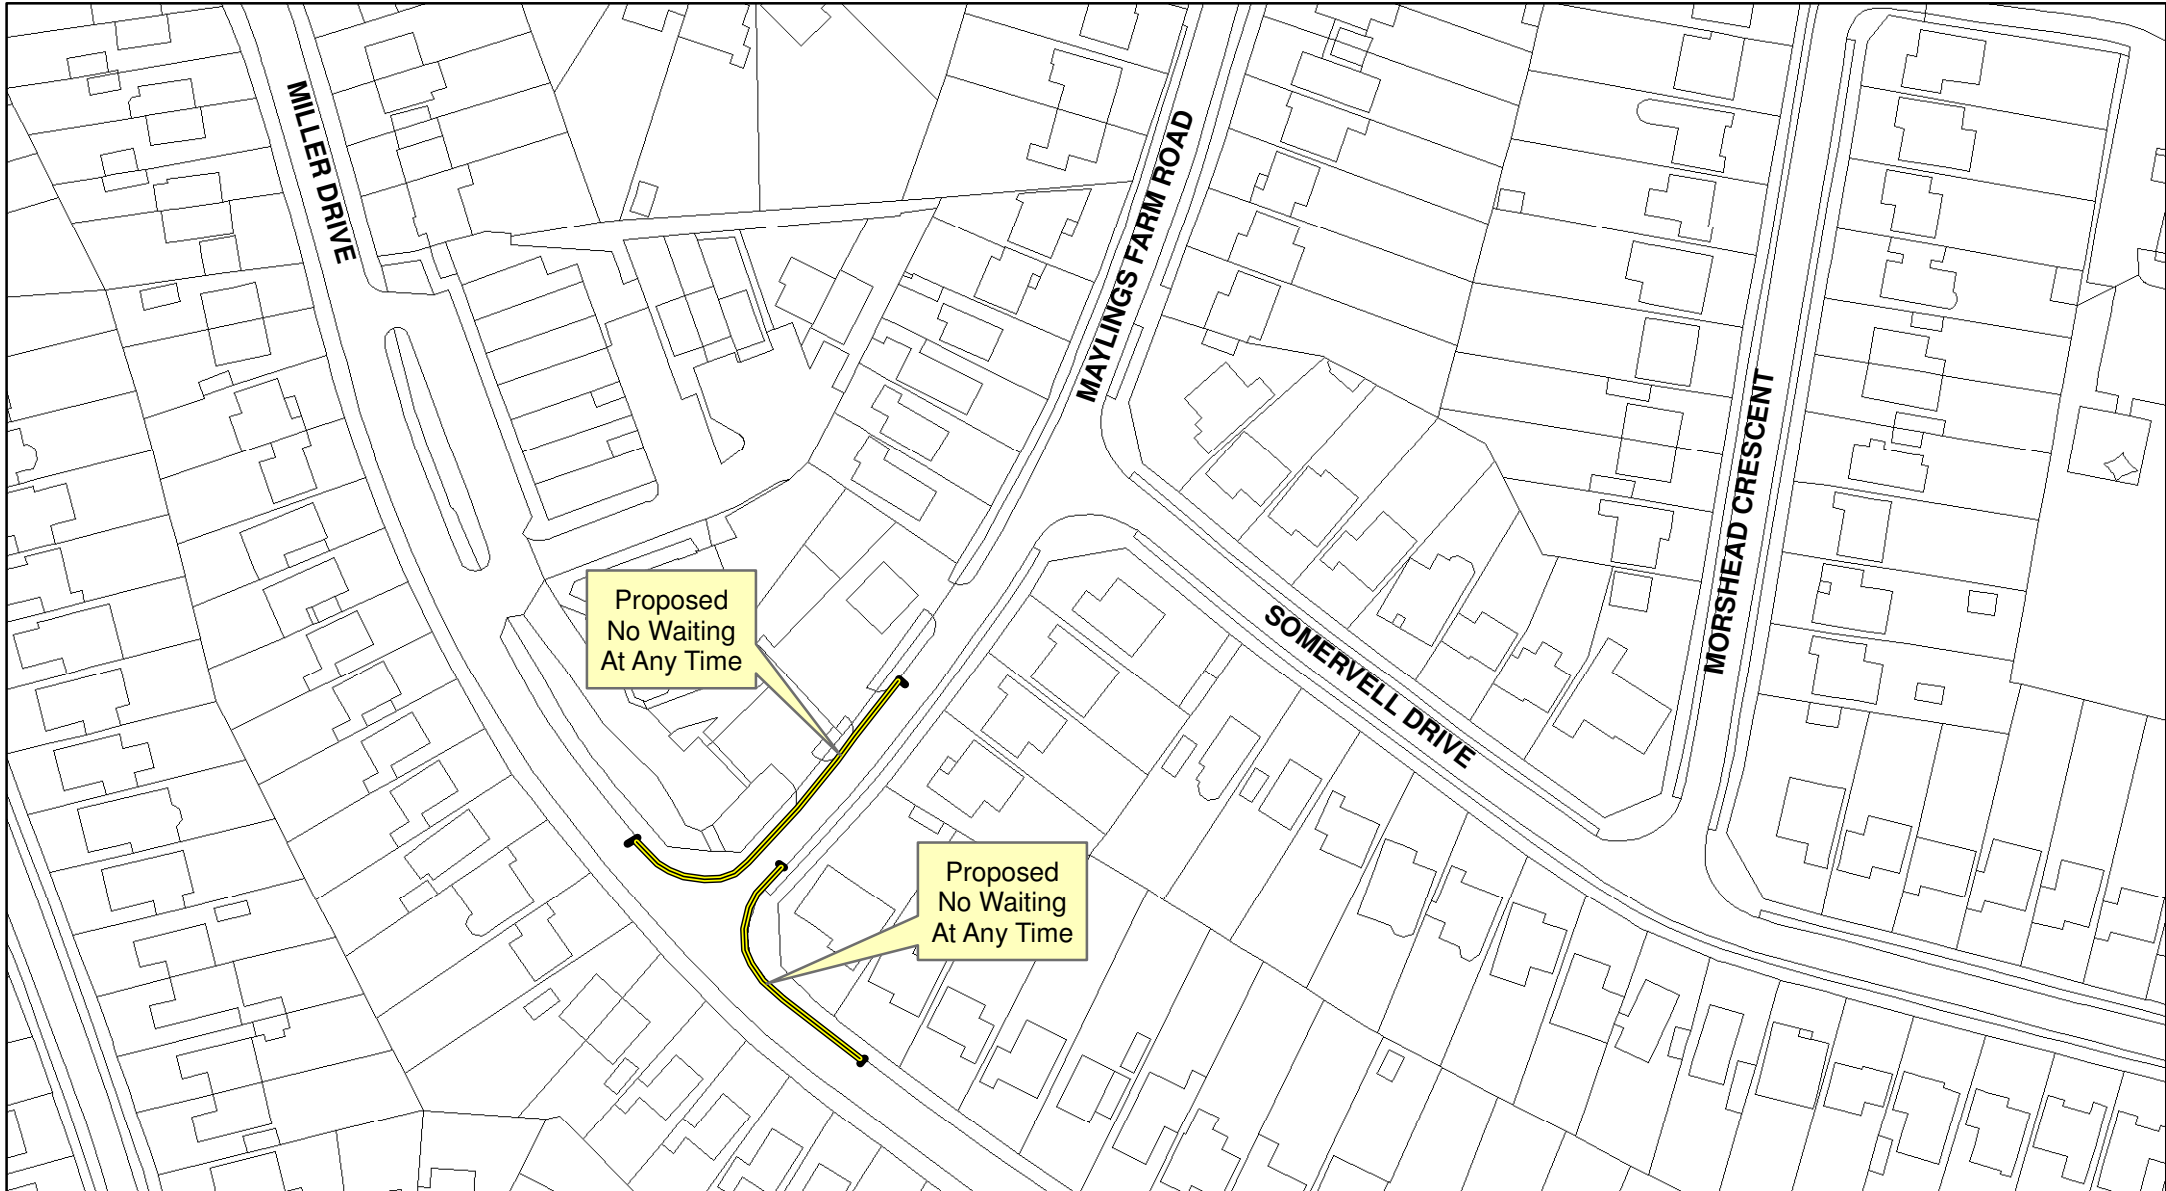 MILLER DRIVE
MAYLINGS FARM ROAD
MORSHEAD CRESCENT
SOMERVELL DRIVE
Proposed
No Waiting
At Any Time
Proposed
No Waiting
At Any Time